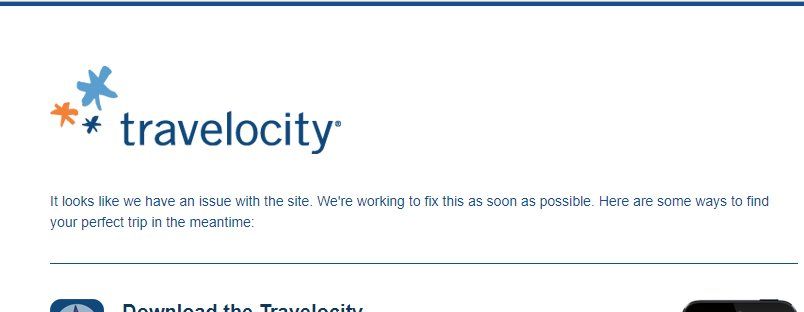 travelocity®
It looks like we have an issue with the site. We're working to fix this as soon as possible. Here are some ways to find
your perfect trip in the meantime:
Download the Travelocity